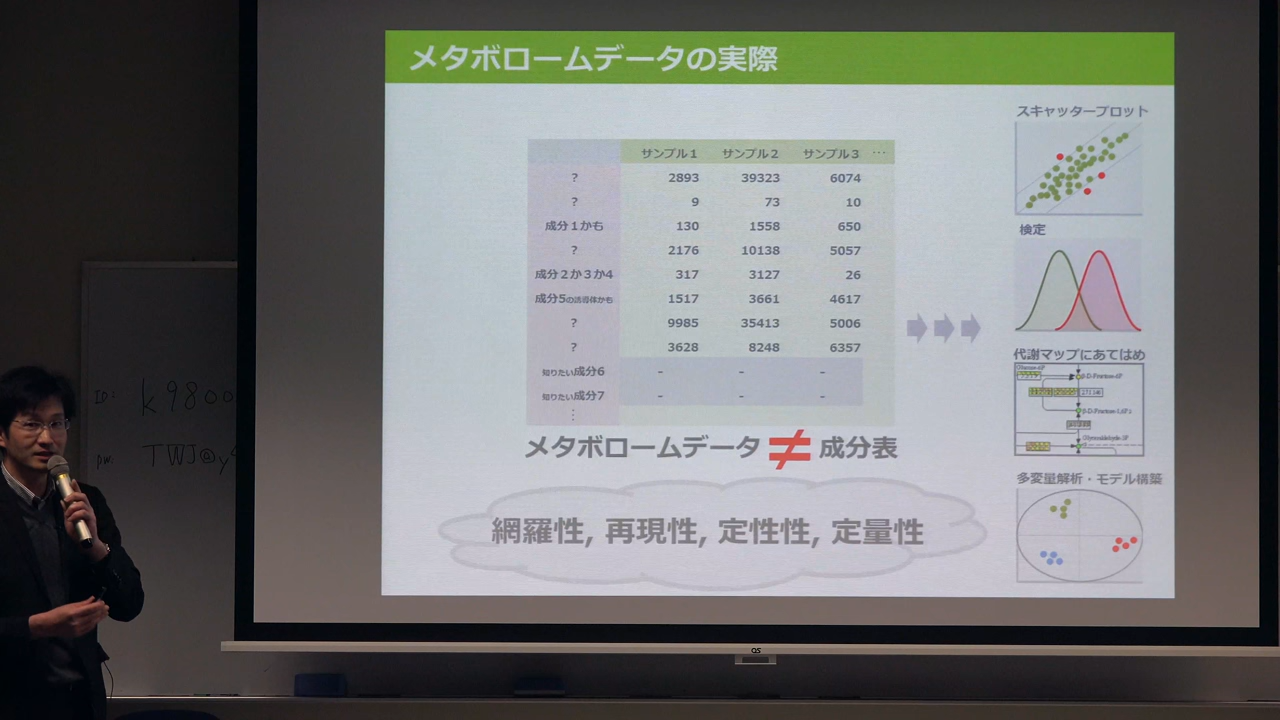 メタボロームデータの実際
サンプル1 サンプル2 サンプル3 …
? 2893 39323 6074
? 9 73 10
成分1かも 130 1558 650
? 2176 10138 5057
成分2か3か4 317 3127 26
成分5の誘導体かも 1517 3661 4617
? 9985 35413 5006
? 3628 8248 6357
知りたい成分6 - - -
知りたい成分7 - - -
⋮
メタボロームデータ ≠ 成分表
網羅性, 再現性, 定性性, 定量性
スキャッタープロット
検定
代謝マップにあてはめ
多変量解析・モデル構築
ID: k9800
pw. TWJ@y
OS